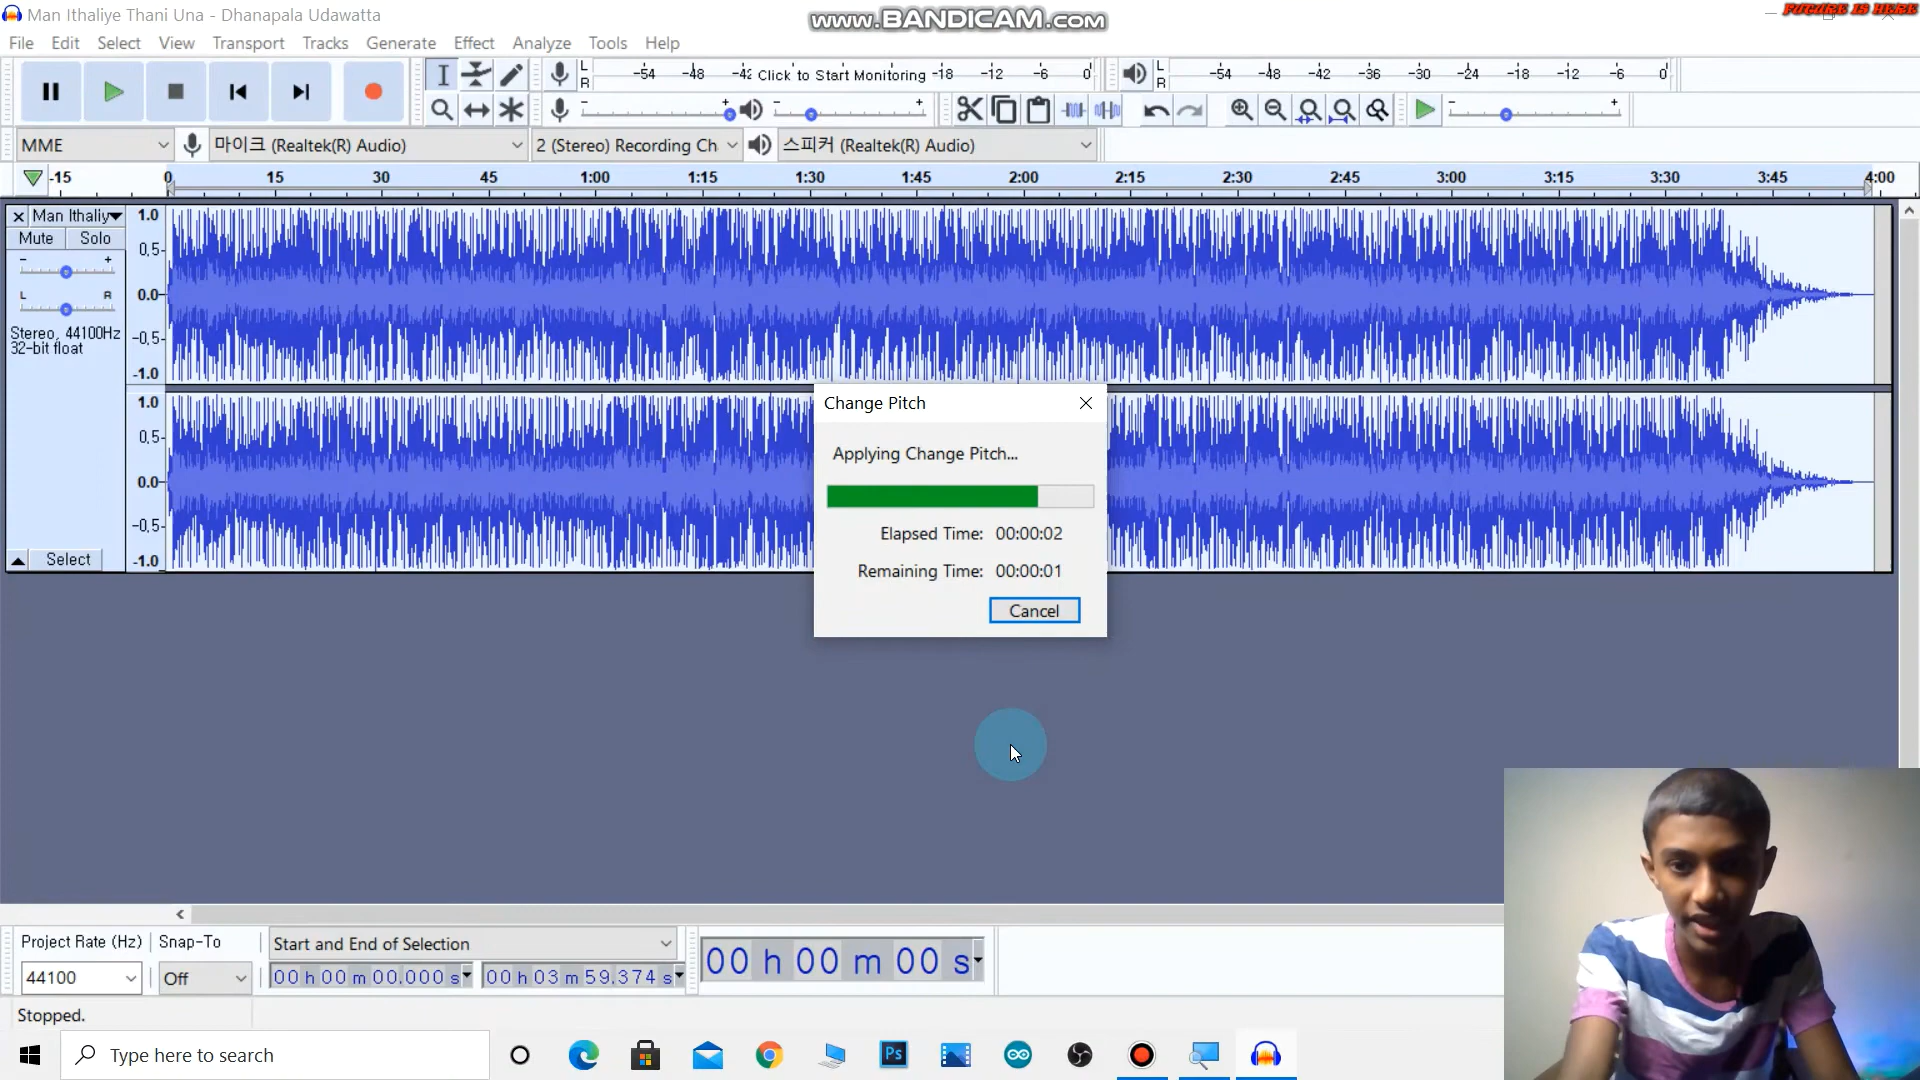 Man Ithaliye Thani Una - Dhanapala Udawatta
WWW.BANDICAM.COM
FUTURE IS HERE
File Edit Select View Transport Tracks Generate Effect Analyze Tools Help
L
R
-54 -48 -42 Click to Start Monitoring -18 -12 -6 0
L
R
-54 -48 -42 -36 -30 -24 -18 -12 -6 0
MME
마이크 (Realtek(R) Audio)
2 (Stereo) Recording Ch
스피커 (Realtek(R) Audio)
-15 0 15 30 45 1:00 1:15 1:30 1:45 2:00 2:15 2:30 2:45 3:00 3:15 3:30 3:45 4:00
Man Ithaliy
Mute Solo
L R
Stereo, 44100Hz
32-bit float
Select
1.0
0,5-
0.0-
-0,5-
-1.0
1.0
0,5-
0.0-
-0,5-
-1.0
Change Pitch
Applying Change Pitch...
Elapsed Time: 00:00:02
Remaining Time: 00:00:01
Cancel
Project Rate (Hz) Snap-To
Start and End of Selection
44100
Off
00 h 00 m 00.000 s
00 h 03 m 59.374 s
00 h 00 m 00 s
Stopped.
Type here to search
Ps